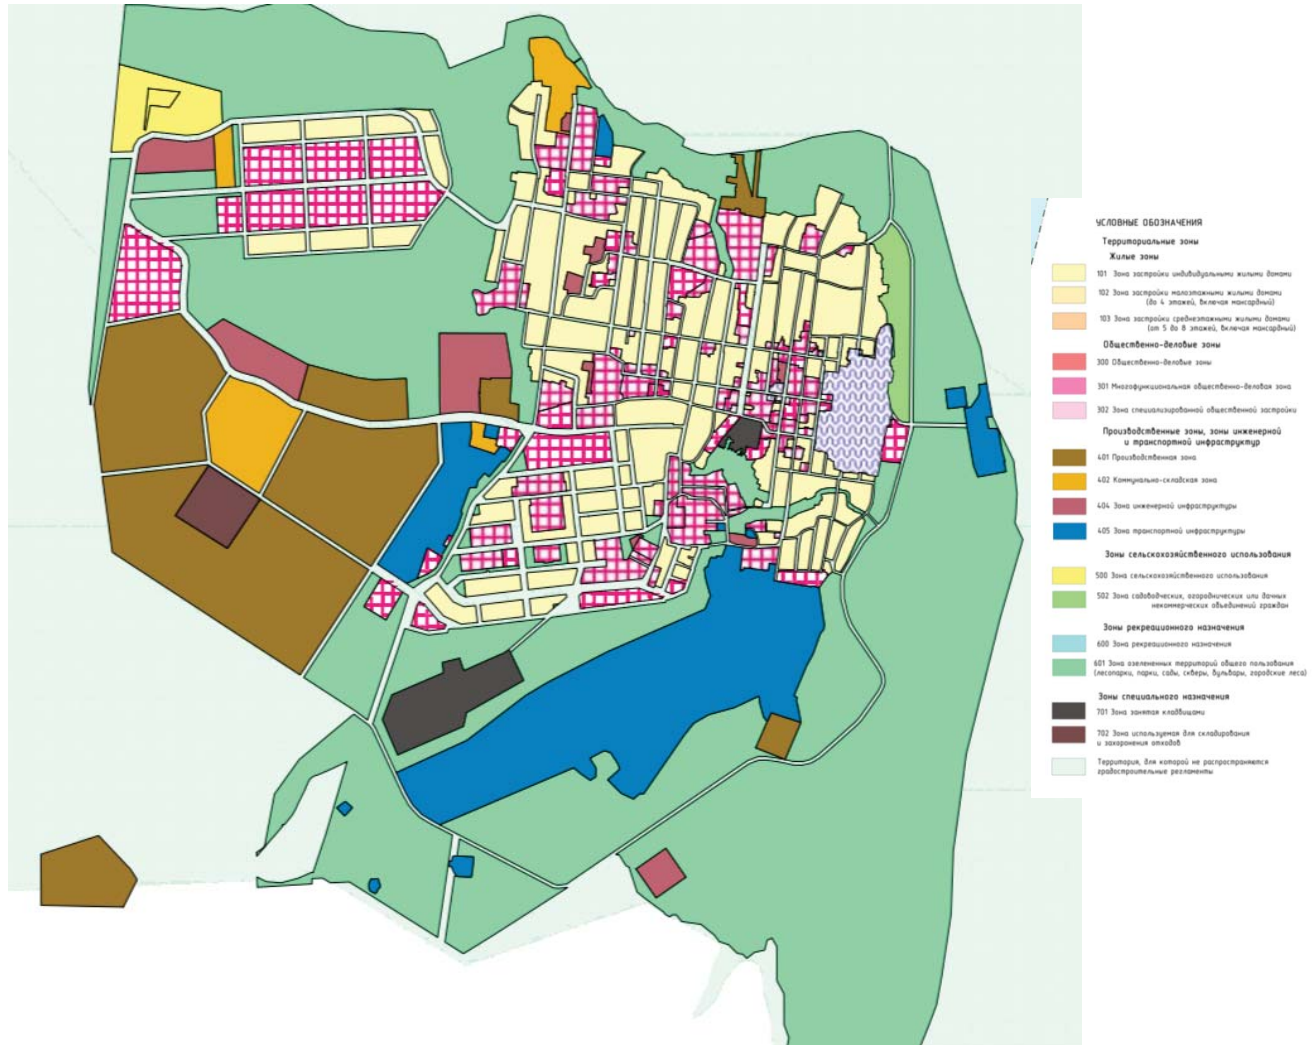 УСЛОВНЫЕ ОБОЗНАЧЕНИЯ
Территориальные зоны
Жилые зоны
101 Зона застройки индивидуальными жилыми домами
102 Зона застройки малоэтажными жилыми домами
(до 4 этажей, включая мансардный)
103 Зона застройки среднеэтажными жилыми домами
(от 5 до 8 этажей, включая мансардный)
Общественно-деловые зоны
300 Общественно-деловые зоны
301 Многофункциональная общественно-деловая зона
302 Зона специализированной общественной застройки
Производственные зоны, зоны инженерной
и транспортной инфраструктур
401 Производственная зона
402 Коммунально-складская зона
404 Зона инженерной инфраструктуры
405 Зона транспортной инфраструктуры
Зоны сельскохозяйственного использования
500 Зона сельскохозяйственного использования
502 Зона садоводческих, огороднических или дачных
некоммерческих объединений граждан
Зоны рекреационного назначения
600 Зона рекреационного назначения
601 Зона озелененных территорий общего пользования
(лесопарки, парки, сады, скверы, бульвары, городские леса)
Зоны специального назначения
701 Зона занятая кладбищами
702 Зона используемая для складирования
и захоронения отходов
Территория, для которой не распространяются
градостроительные регламенты